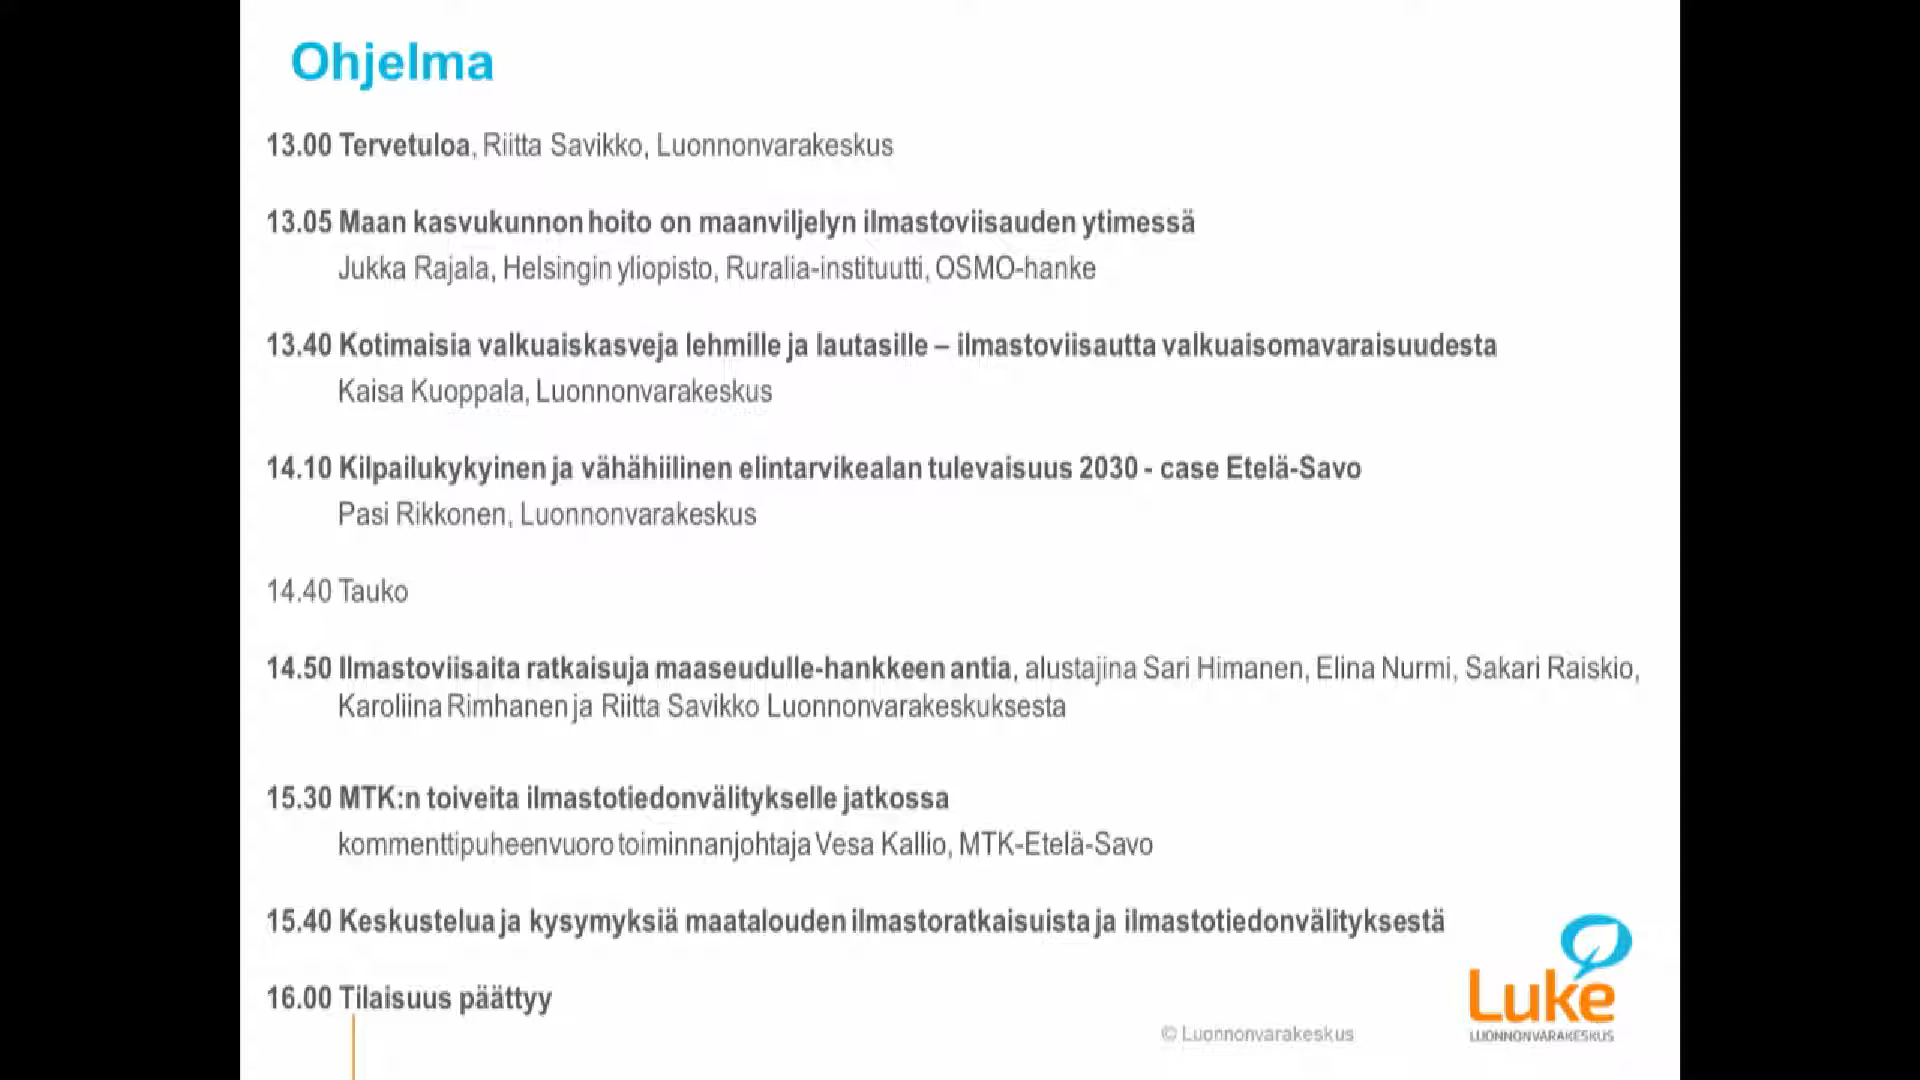 Ohjelma
13.00 Tervetuloa, Riitta Savikko, Luonnonvarakeskus
13.05 Maan kasvukunnon hoito on maanviljelyn ilmastoviisauden ytimessä
Jukka Rajala, Helsingin yliopisto, Ruralia-instituutti, OSMO-hanke
13.40 Kotimaisia valkuaiskasveja lehmille ja lautasille – ilmastoviisautta valkuaisomavaraisuudesta
Kaisa Kuoppala, Luonnonvarakeskus
14.10 Kilpailukykyinen ja vähähiilinen elintarvikealan tulevaisuus 2030 - case Etelä-Savo
Pasi Rikkonen, Luonnonvarakeskus
14.40 Tauko
14.50 Ilmastoviisaita ratkaisuja maaseudulle-hankkeen antia, alustajina Sari Himanen, Elina Nurmi, Sakari Raiskio,
Karoliina Rimhanen ja Riitta Savikko Luonnonvarakeskuksesta
15.30 MTK:n toiveita ilmastotiedonvälitykselle jatkossa
kommenttipuheenvuoro toiminnanjohtaja Vesa Kallio, MTK-Etelä-Savo
15.40 Keskustelua ja kysymyksiä maatalouden ilmastoratkaisuista ja ilmastotiedonvälityksestä
16.00 Tilaisuus päättyy
© Luonnonvarakeskus
Luke
LUONNONVARAKESKUS